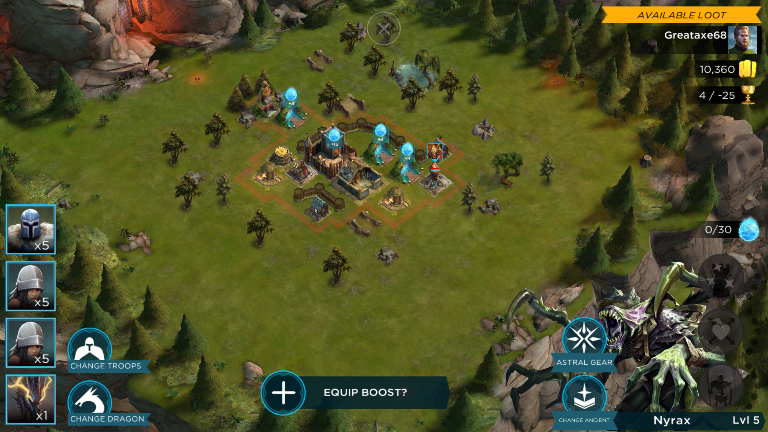 AVAILABLE LOOT
Greataxe68
10,360
4 / -25
0/30
x5
x5
x5
x1
CHANGE TROOPS
CHANGE DRAGON
EQUIP BOOST?
ASTRAL GEAR
CHANGE ANCIENT
Nyrax Lvl 5